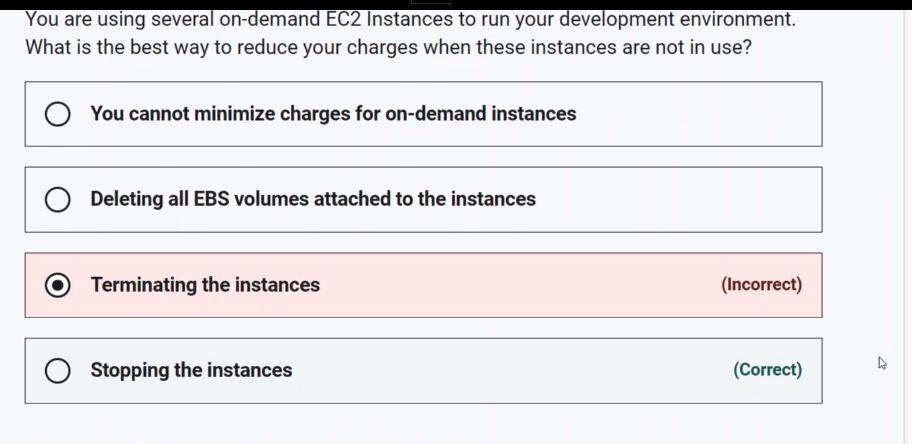 You are using several on-demand EC2 Instances to run your development environment.
What is the best way to reduce your charges when these instances are not in use?
You cannot minimize charges for on-demand instances
Deleting all EBS volumes attached to the instances
Terminating the instances (Incorrect)
Stopping the instances (Correct)